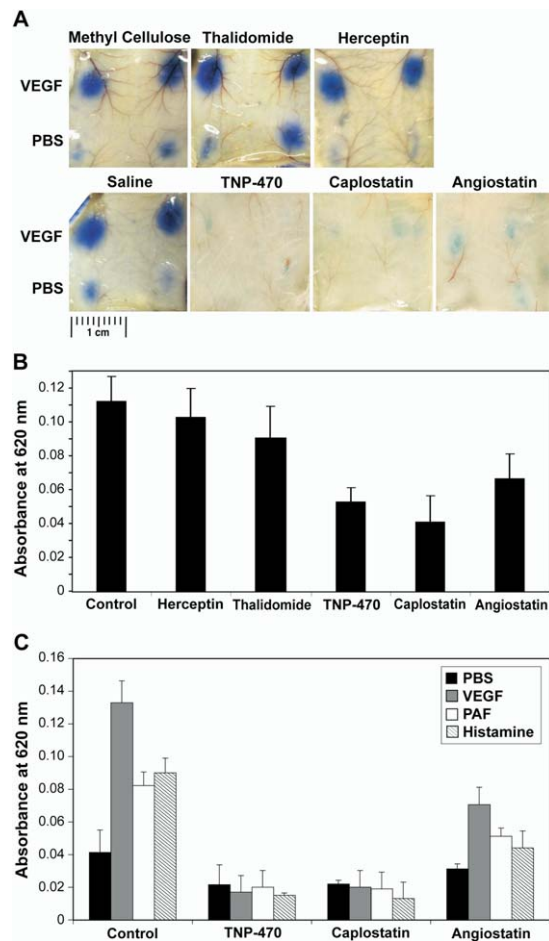 A
Methyl Cellulose Thalidomide Herceptin
VEGF
PBS
Saline TNP-470 Caplostatin Angiostatin
VEGF
PBS
1 cm
B
Absorbance at 620 nm
0.12
0.10
0.08
0.06
0.04
0.02
0
Control Herceptin Thalidomide TNP-470 Caplostatin Angiostatin
C
Absorbance at 620 nm
0.16
0.14
0.12
0.10
0.08
0.06
0.04
0.02
0
PBS
VEGF
PAF
Histamine
Control TNP-470 Caplostatin Angiostatin